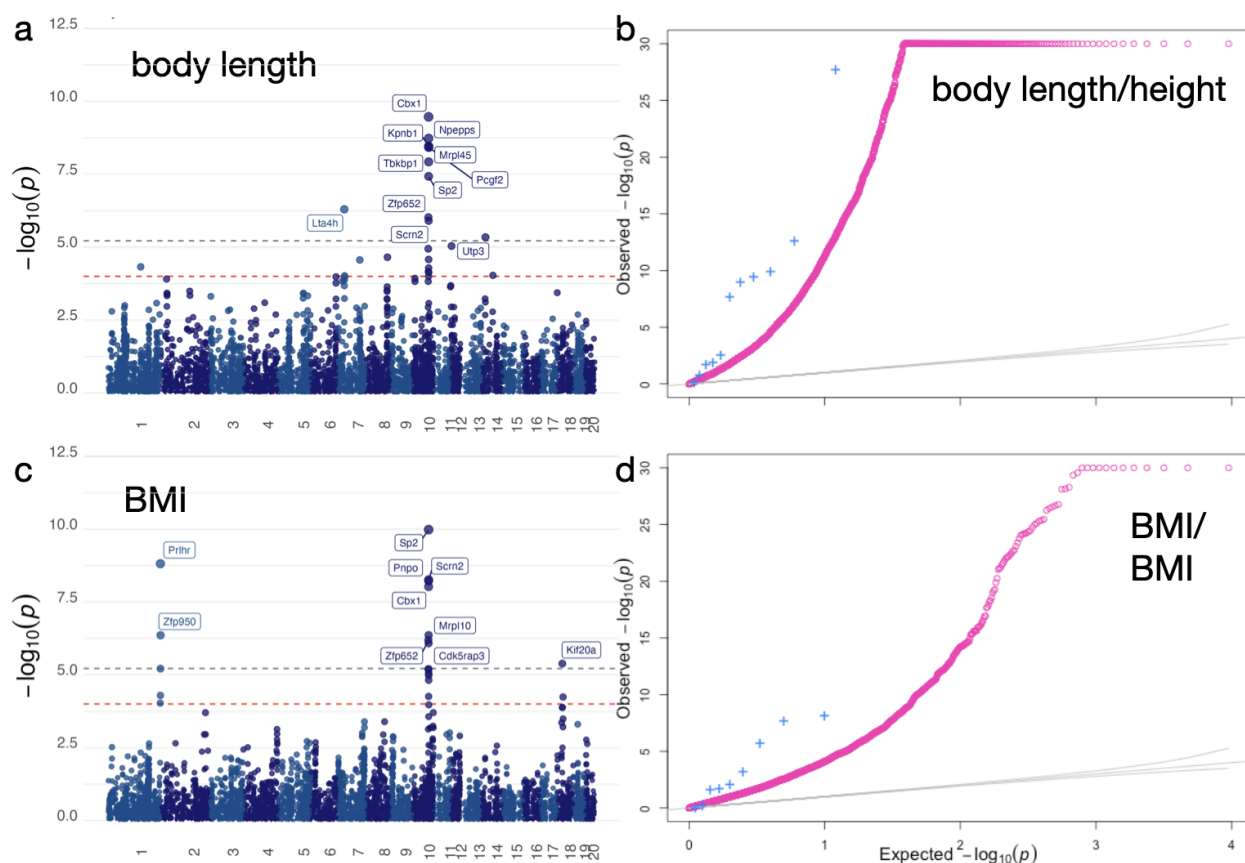 a
body length
12.5
10.0
7.5
5.0
2.5
0.0
−log10(p)
Cbx1
Kpnb1
Npepps
Mrpl45
Tbkbp1
Pcgf2
Sp2
Zfp652
Lta4h
Scrn2
Utp3
1 2 3 4 5 6 7 8 9 10 11 12 13 14 15 16 17 18 19 20
b
body length/height
30
25
20
15
10
5
0
Observed −log10(p)
0 1 2 3 4
c
BMI
12.5
10.0
7.5
5.0
2.5
0.0
−log10(p)
Prlhr
Sp2
Pnpo
Scrn2
Cbx1
Zfp950
Mrpl10
Zfp652
Cdk5rap3
Kif20a
1 2 3 4 5 6 7 8 9 10 11 12 13 14 15 16 17 18 19 20
d
BMI/
BMI
30
25
20
15
10
5
0
Observed −log10(p)
0 1 2 3 4
Expected −log10(p)